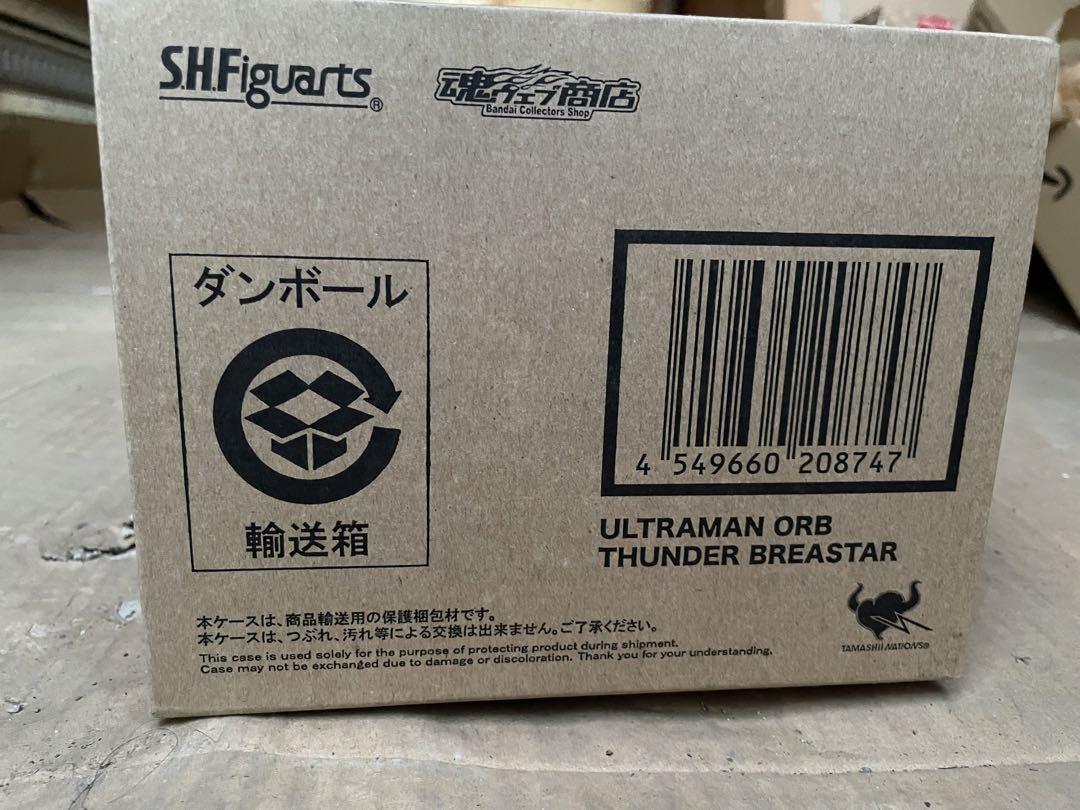 S.H.Figuarts®
魂ウェブ商店
Bandai Collectors Shop
ダンボール
輸送箱
4 549660 208747
ULTRAMAN ORB
THUNDER BREASTAR
本ケースは、商品輸送用の保護梱包材です。
本ケースは、つぶれ、汚れ等による交換は出来ません。ご了承ください。
This case is used solely for the purpose of protecting product during shipment.
Case may not be exchanged due to damage or discoloration. Thank you for your understanding.
TAMASHII NATIONS®